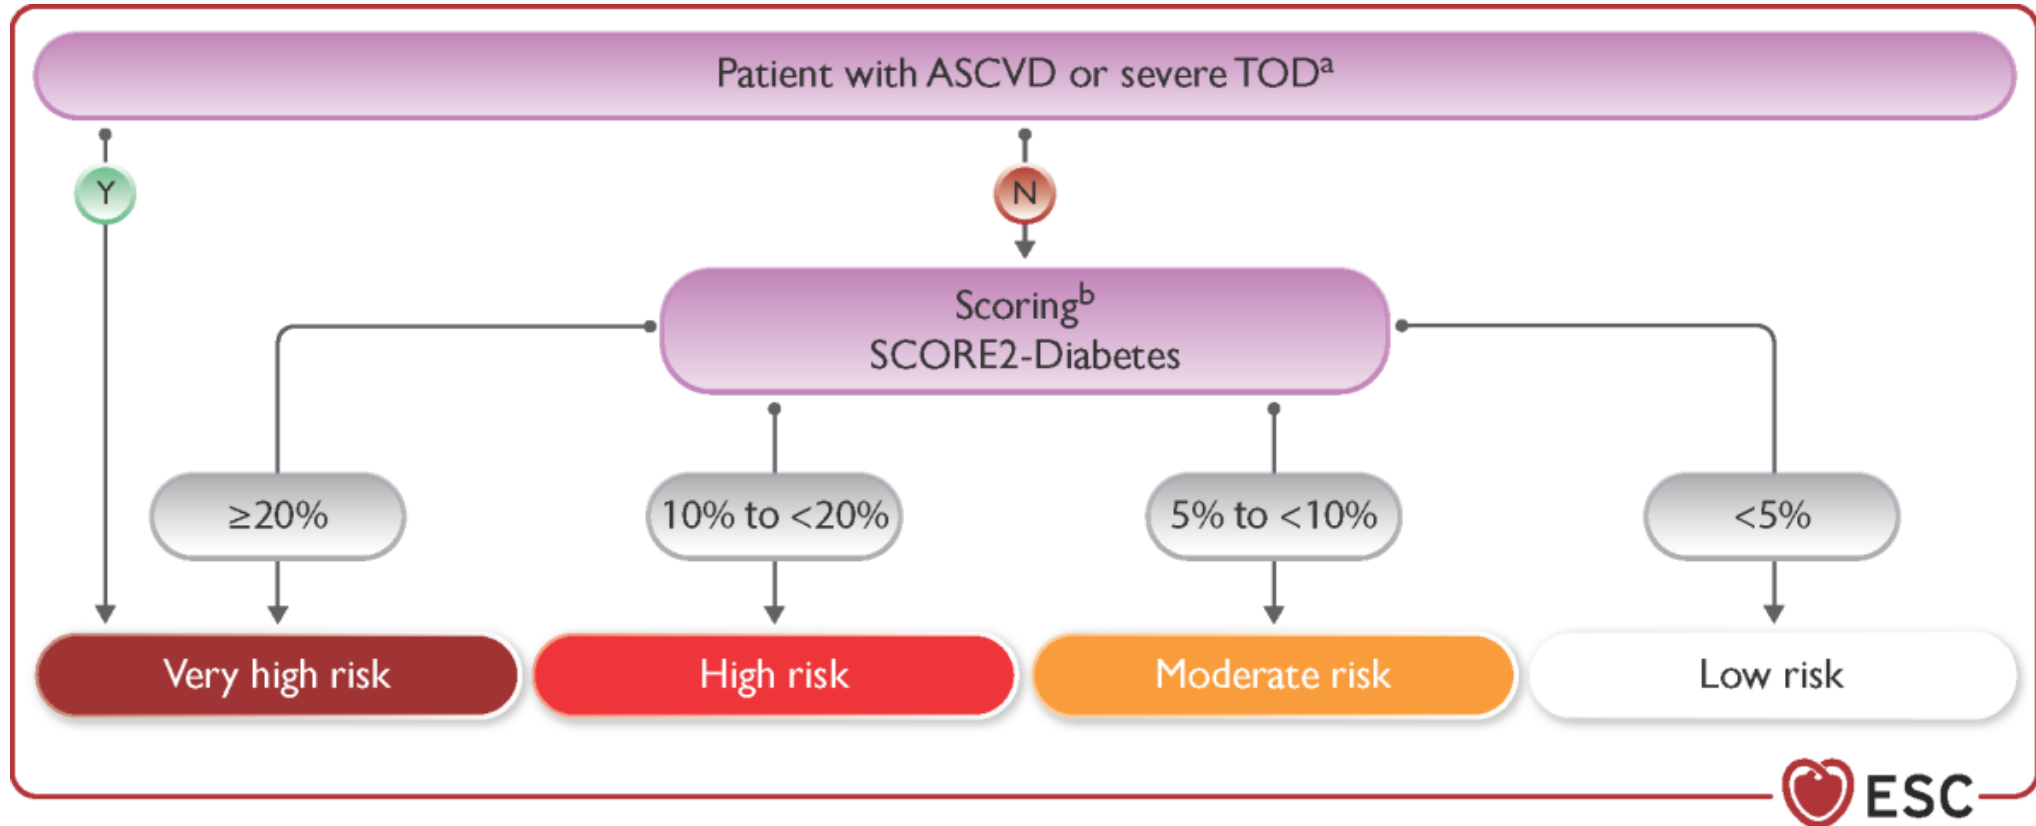 Patient with ASCVD or severe TODᵃ
Y
N
Scoringᵇ
SCORE2-Diabetes
≥20%
10% to <20%
5% to <10%
<5%
Very high risk
High risk
Moderate risk
Low risk
ESC